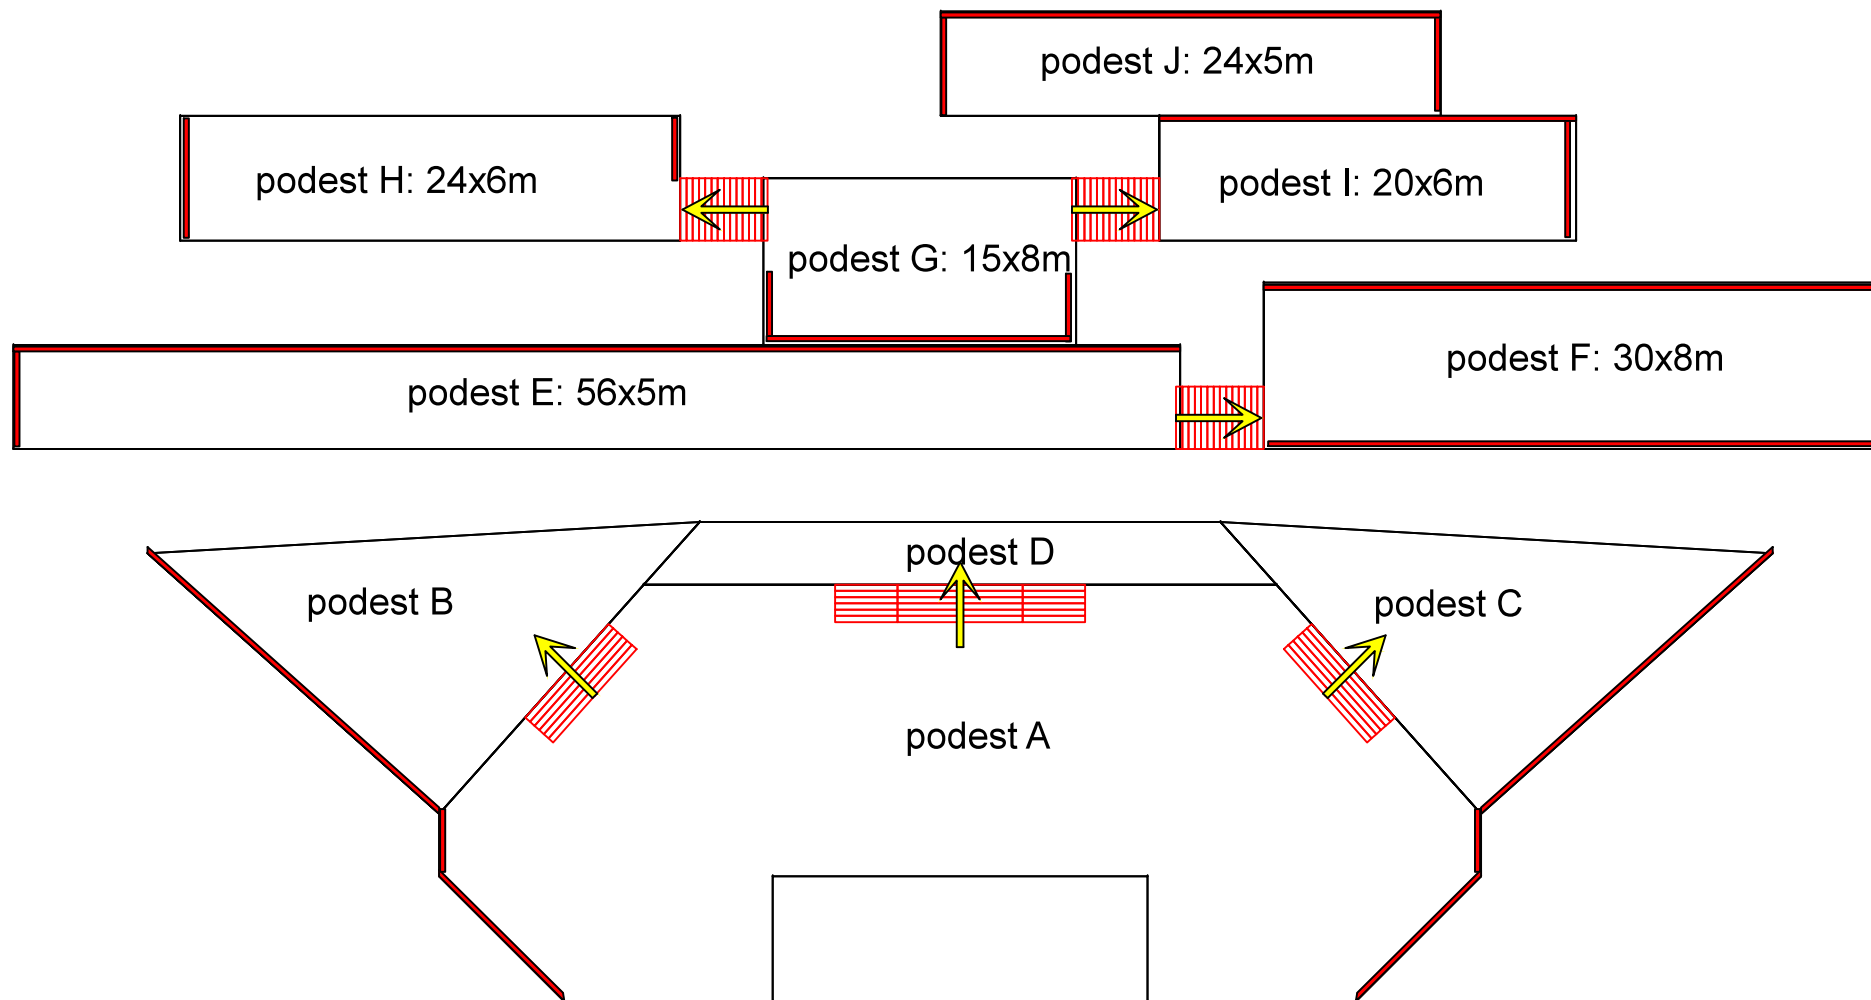 podest J: 24x5m
podest H: 24x6m
podest I: 20x6m
podest G: 15x8m
podest F: 30x8m
podest E: 56x5m
podest D
podest B
podest C
podest A